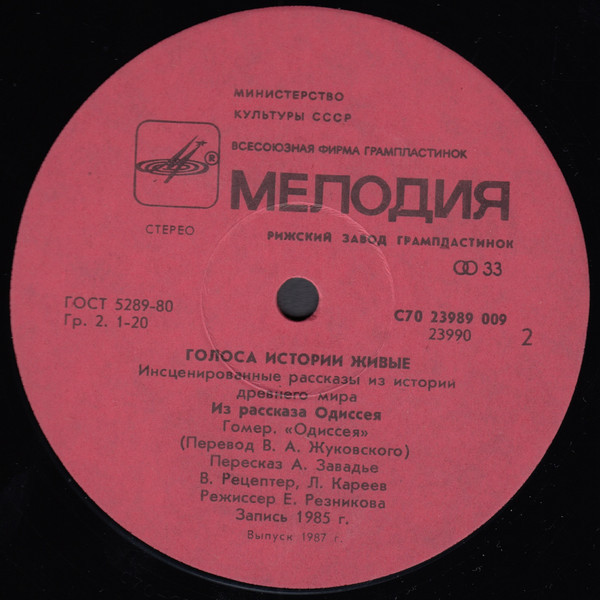 МИНИСТЕРСТВО
КУЛЬТУРЫ СССР
ВСЕСОЮЗНАЯ ФИРМА ГРАМПЛАСТИНОК
®
МЕЛОДИЯ
СТЕРЕО
РИЖСКИЙ ЗАВОД ГРАМПЛАСТИНОК
33
ГОСТ 5289-80
Гр. 2. 1-20
С70 23989 009
23990
2
ГОЛОСА ИСТОРИИ ЖИВЫЕ
Инсценированные рассказы из истории
древнего мира
Из рассказа Одиссея
Гомер. «Одиссея»
(Перевод В. А. Жуковского)
Пересказ А. Завадье
В. Рецептер, Л. Кареев
Режиссер Е. Резникова
Запись 1985 г.
Выпуск 1987 г.